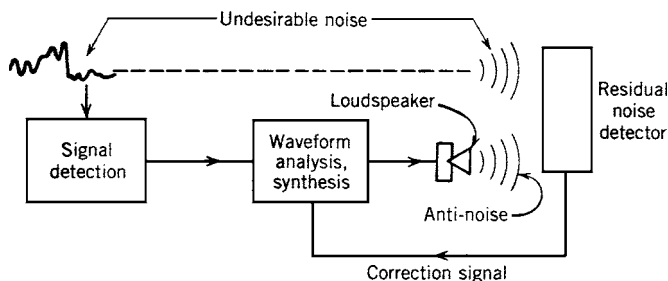 Undesirable noise
Loudspeaker
Residual
noise
detector
Signal
detection
Waveform
analysis,
synthesis
Anti-noise
Correction signal